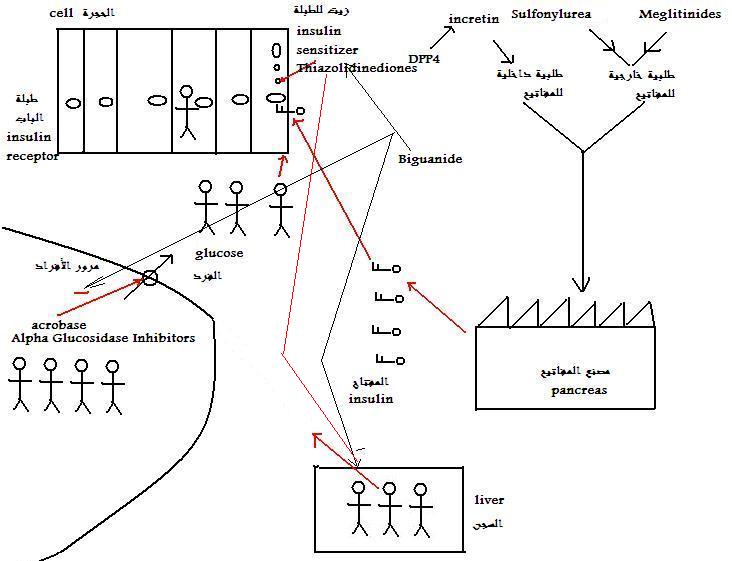 cell الحجرة
زيت للطبلة
insulin
sensitizer
Thiazolidinediones
DPP4
incretin
Sulfonylurea
Meglitinides
طلبية داخلية
للمفاتيح
طلبية خارجية
للمفاتيح
طبلة
الباب
insulin
receptor
Biguanide
glucose
الفرد
مرور الأفراد
acrobase
Alpha Glucosidase Inhibitors
المفتاح
insulin
مصنع المفاتيح
pancreas
liver
السجن